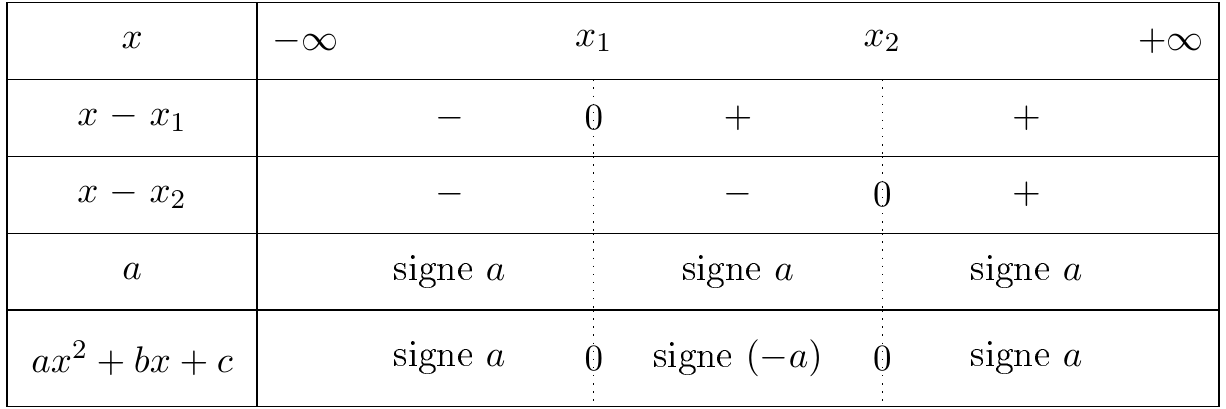 x −∞ x₁ x₂ +∞
x − x₁ − 0 + +
x − x₂ − − 0 +
a signe a signe a signe a
ax² + bx + c signe a 0 signe (−a) 0 signe a